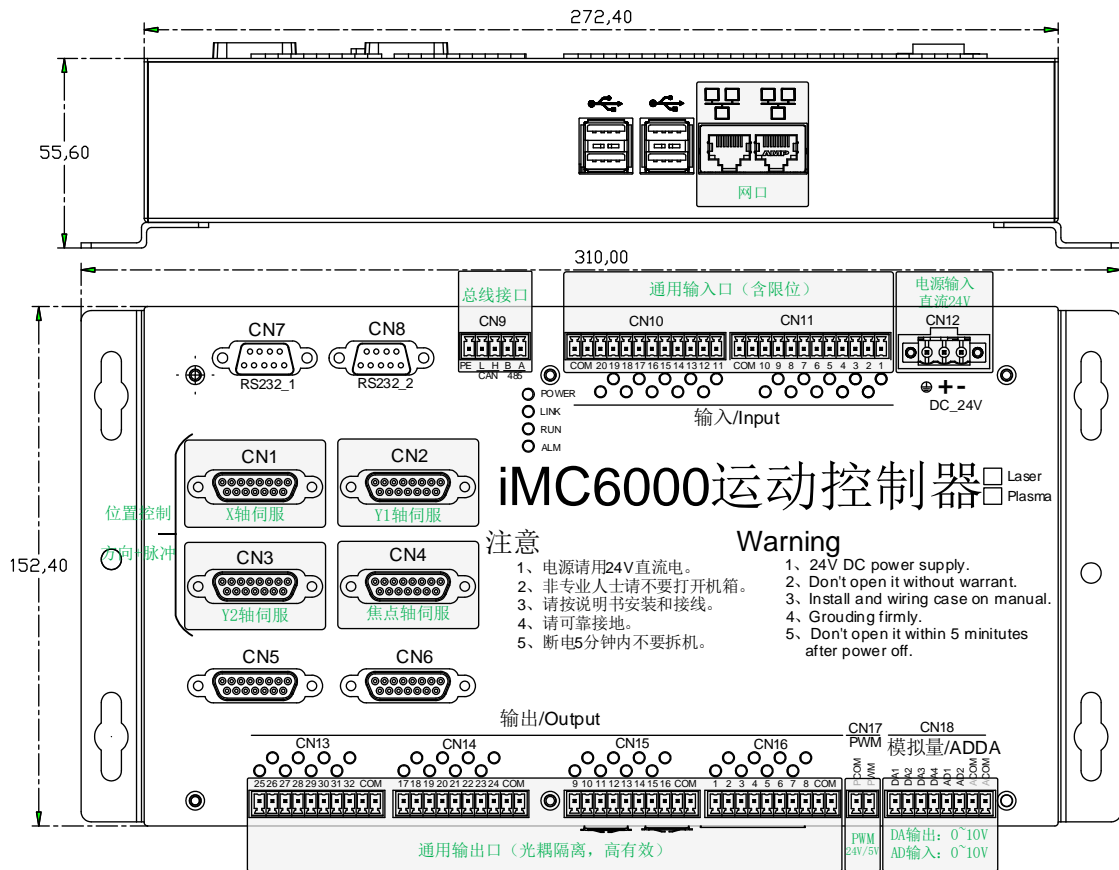 272,40
55,60
AMP
网口
310,00
总线接口
通用输入口（含限位）
电源输入
直流24V
CN7
CN8
CN9
CN10
CN11
CN12
RS232_1
RS232_2
PE L H B A
CAN 485
COM 20 19 18 17 16 15 14 13 12 11
COM 10 9 8 7 6 5 4 3 2 1
POWER
LINK
RUN
ALM
输入/Input
+ -
DC_24V
CN1
CN2
X轴伺服
Y1轴伺服
iMC6000运动控制器
Laser
Plasma
位置控制
方向+脉冲
CN3
CN4
Y2轴伺服
焦点轴伺服
152,40
注意
1、电源请用24V直流电。
2、非专业人士请不要打开机箱。
3、请按说明书安装和接线。
4、请可靠接地。
5、断电5分钟内不要拆机。
Warning
1、24V DC power supply.
2、Don't open it without warrant.
3、Install and wiring case on manual.
4、Grouding firmly.
5、Don't open it within 5 minitutes
after power off.
CN5
CN6
输出/Output
CN13
CN14
CN15
CN16
CN17
PWM
CN18
模拟量/ADDA
25 26 27 28 29 30 31 32 COM
17 18 19 20 21 22 23 24 COM
9 10 11 12 13 14 15 16 COM
1 2 3 4 5 6 7 8 COM
PCOM
PWM
DA1
DA2
DA3
DA4
AD1
AD2
ACOM
ACOM
通用输出口（光耦隔离，高有效）
PWM
24V/5V
DA输出：0~10V
AD输入：0~10V